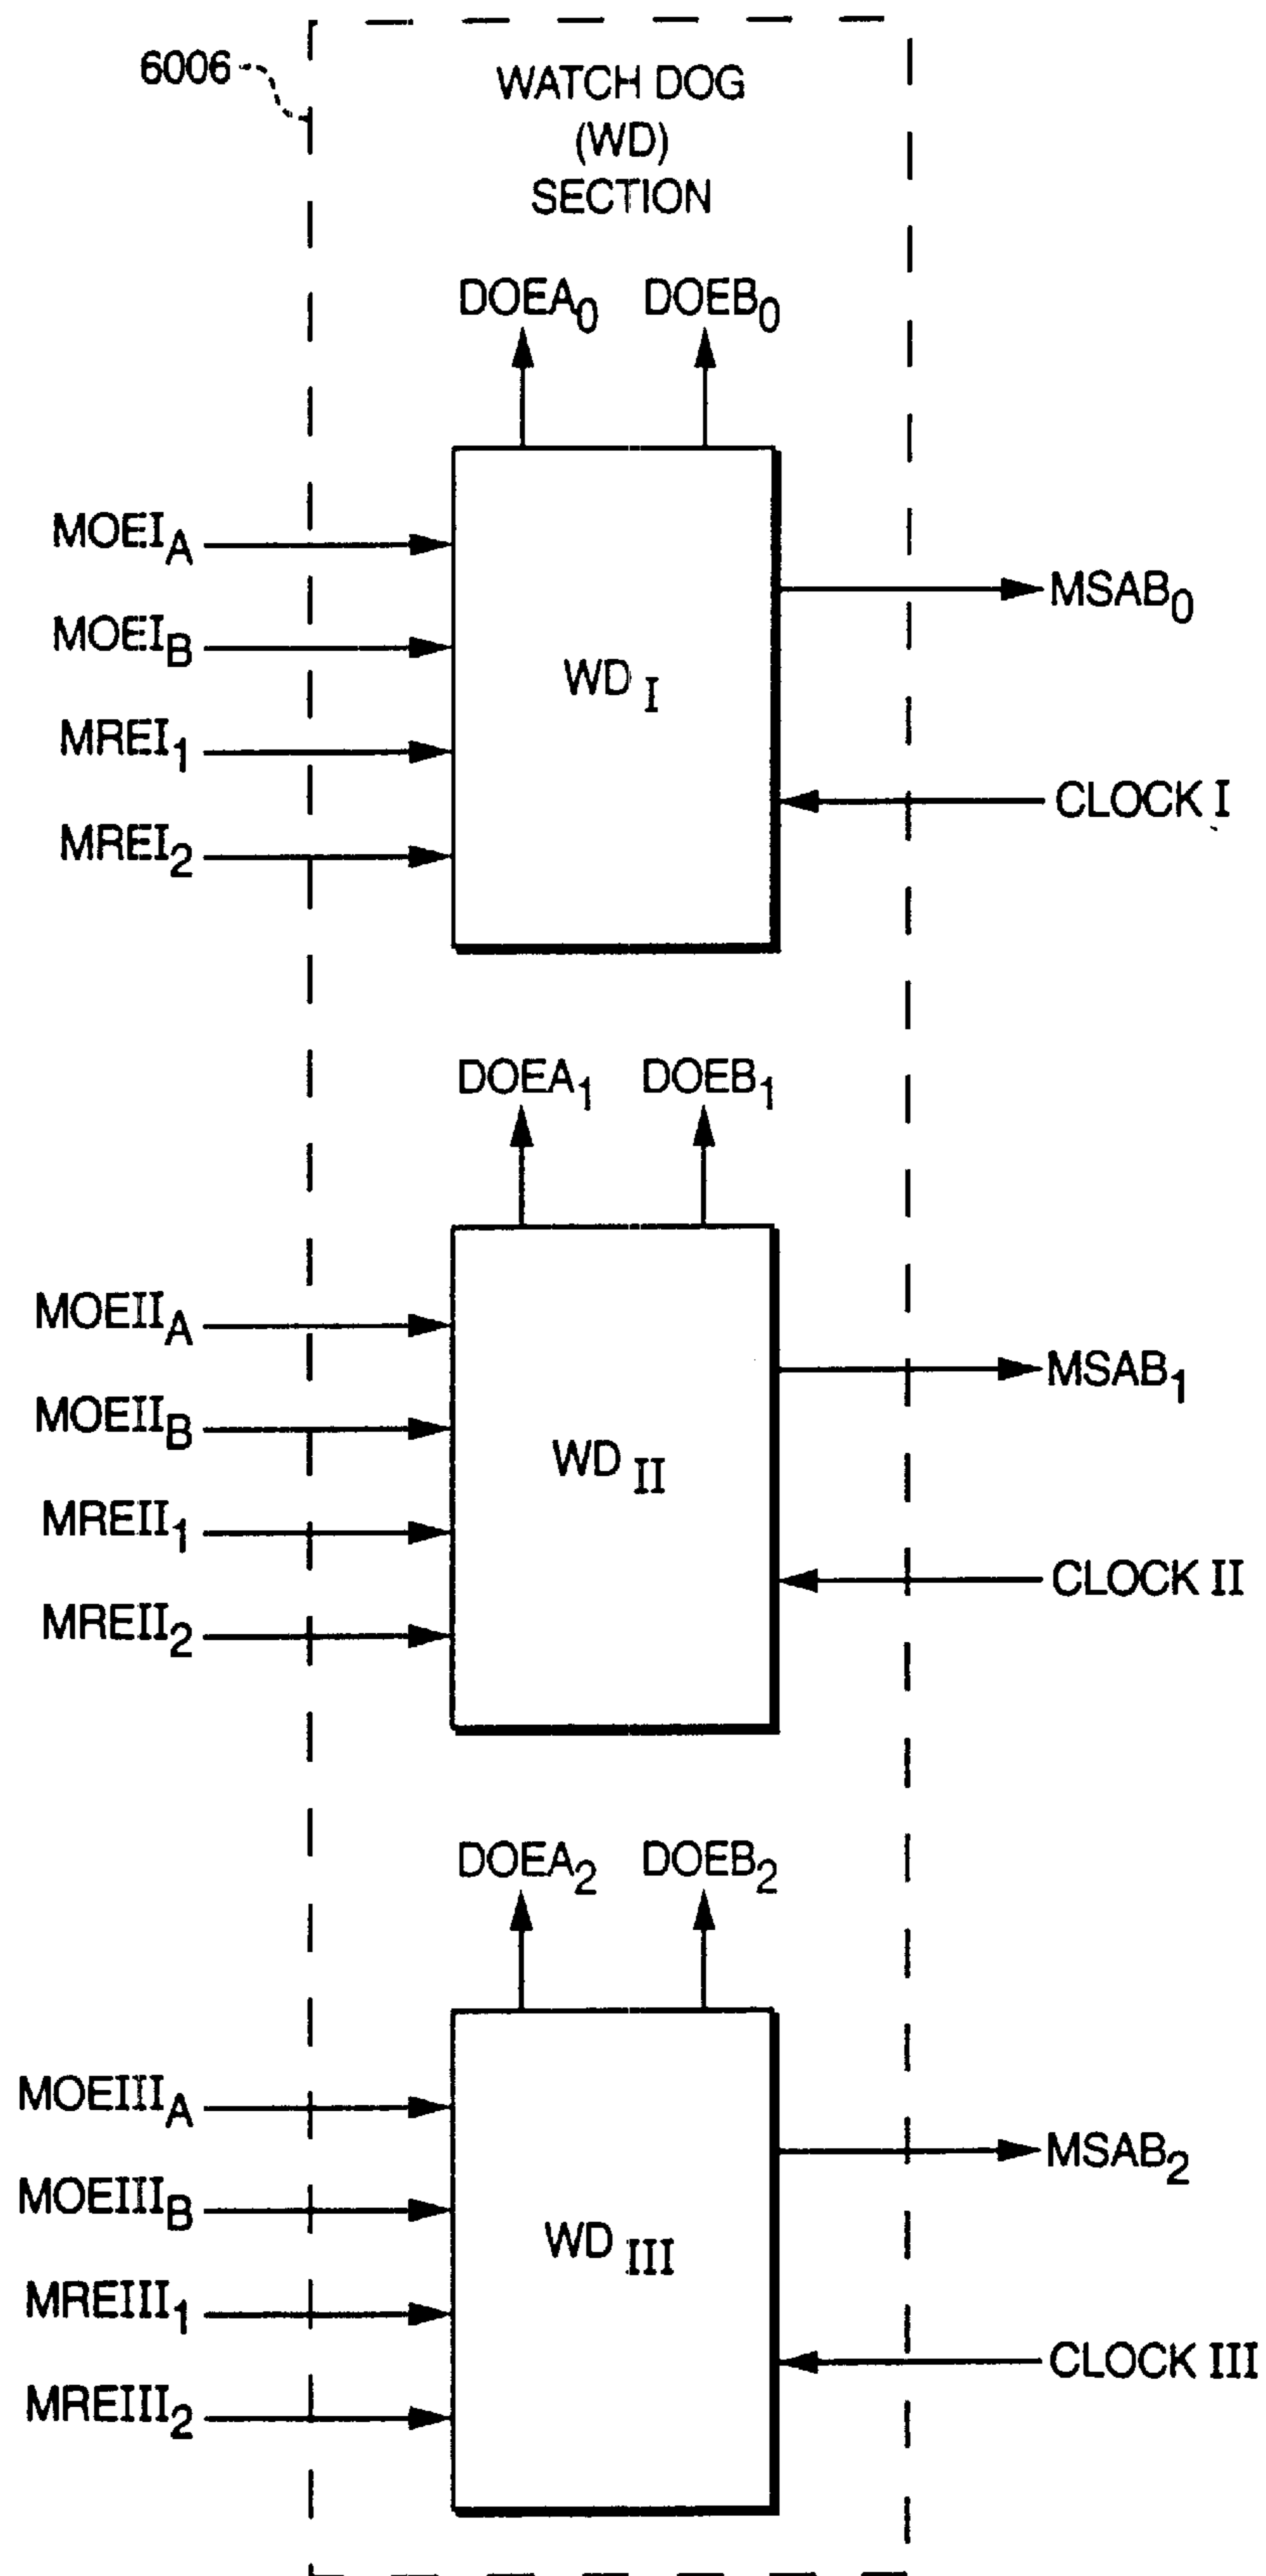 6006
WATCH DOG
(WD)
SECTION
DOEA0 DOEB0
MOEIA
MOEIB
MREI1
MREI2
WD I
MSAB0
CLOCK I
DOEA1 DOEB1
MOEIIA
MOEIIB
MREII1
MREII2
WD II
MSAB1
CLOCK II
DOEA2 DOEB2
MOEIIIA
MOEIIIB
MREIII1
MREIII2
WD III
MSAB2
CLOCK III